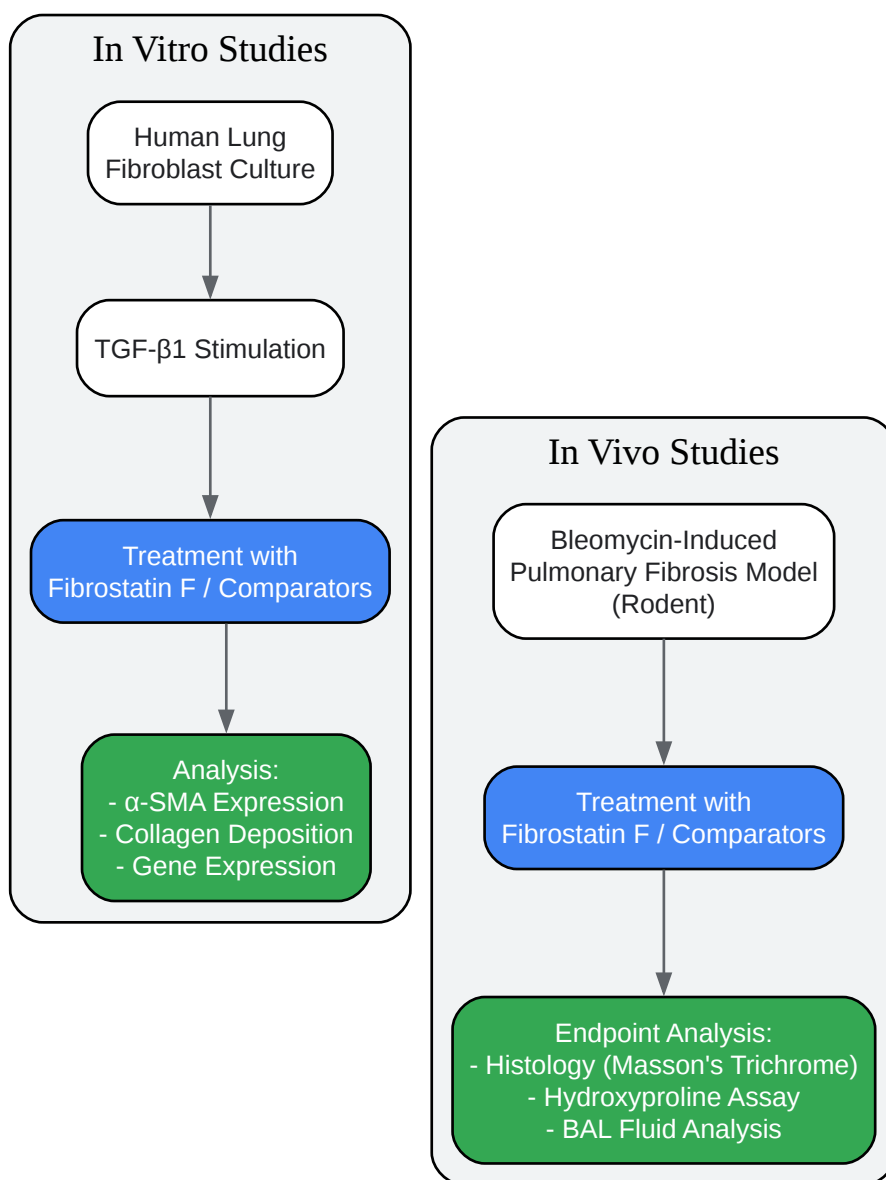 In Vitro Studies
Human Lung
Fibroblast Culture
TGF-β1 Stimulation
Treatment with
Fibrostatin F / Comparators
Analysis:
- α-SMA Expression
- Collagen Deposition
- Gene Expression
In Vivo Studies
Bleomycin-Induced
Pulmonary Fibrosis Model
(Rodent)
Treatment with
Fibrostatin F / Comparators
Endpoint Analysis:
- Histology (Masson's Trichrome)
- Hydroxyproline Assay
- BAL Fluid Analysis